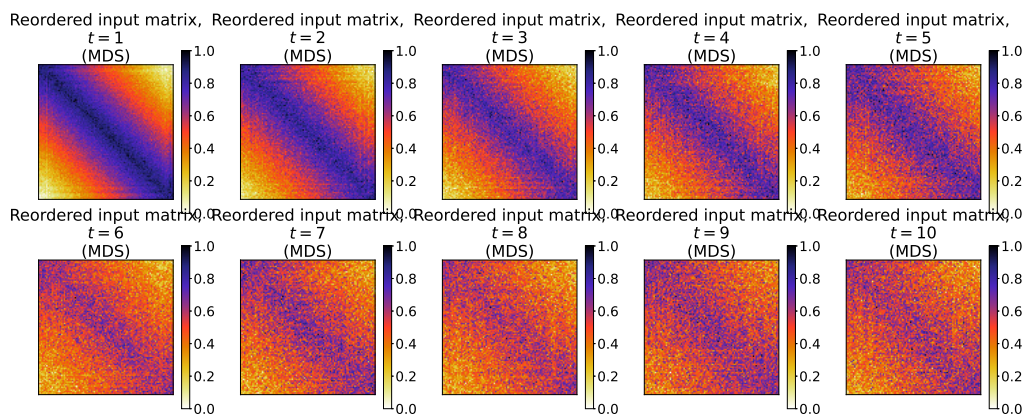 Reordered input matrix,
t = 1
(MDS)
1.0
0.8
0.6
0.4
0.2
0.0
Reordered input matrix,
t = 2
(MDS)
1.0
0.8
0.6
0.4
0.2
0.0
Reordered input matrix,
t = 3
(MDS)
1.0
0.8
0.6
0.4
0.2
0.0
Reordered input matrix,
t = 4
(MDS)
1.0
0.8
0.6
0.4
0.2
0.0
Reordered input matrix,
t = 5
(MDS)
1.0
0.8
0.6
0.4
0.2
0.0
Reordered input matrix,
t = 6
(MDS)
1.0
0.8
0.6
0.4
0.2
0.0
Reordered input matrix,
t = 7
(MDS)
1.0
0.8
0.6
0.4
0.2
0.0
Reordered input matrix,
t = 8
(MDS)
1.0
0.8
0.6
0.4
0.2
0.0
Reordered input matrix,
t = 9
(MDS)
1.0
0.8
0.6
0.4
0.2
0.0
Reordered input matrix,
t = 10
(MDS)
1.0
0.8
0.6
0.4
0.2
0.0